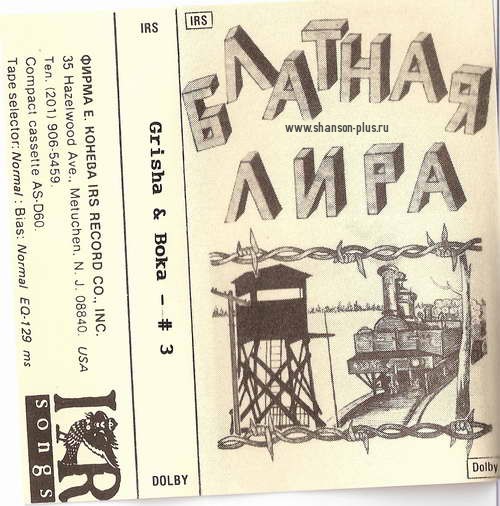 ФИРМА Е. КОНЕВА IRS RECORD CO., INC.
35 Hazelwood Ave., Metuchen, N. J. 08840, USA
Тел. (201) 906-5459.
Compact cassette AS-D60.
Tape selector: Normal: Bias: Normal EQ-129 ms
IR
songs
IRS
Grisha & Boka - # 3
DOLBY
IRS
БЛАТНАЯ
www.shanson-plus.ru
ЛИРА
Dolby